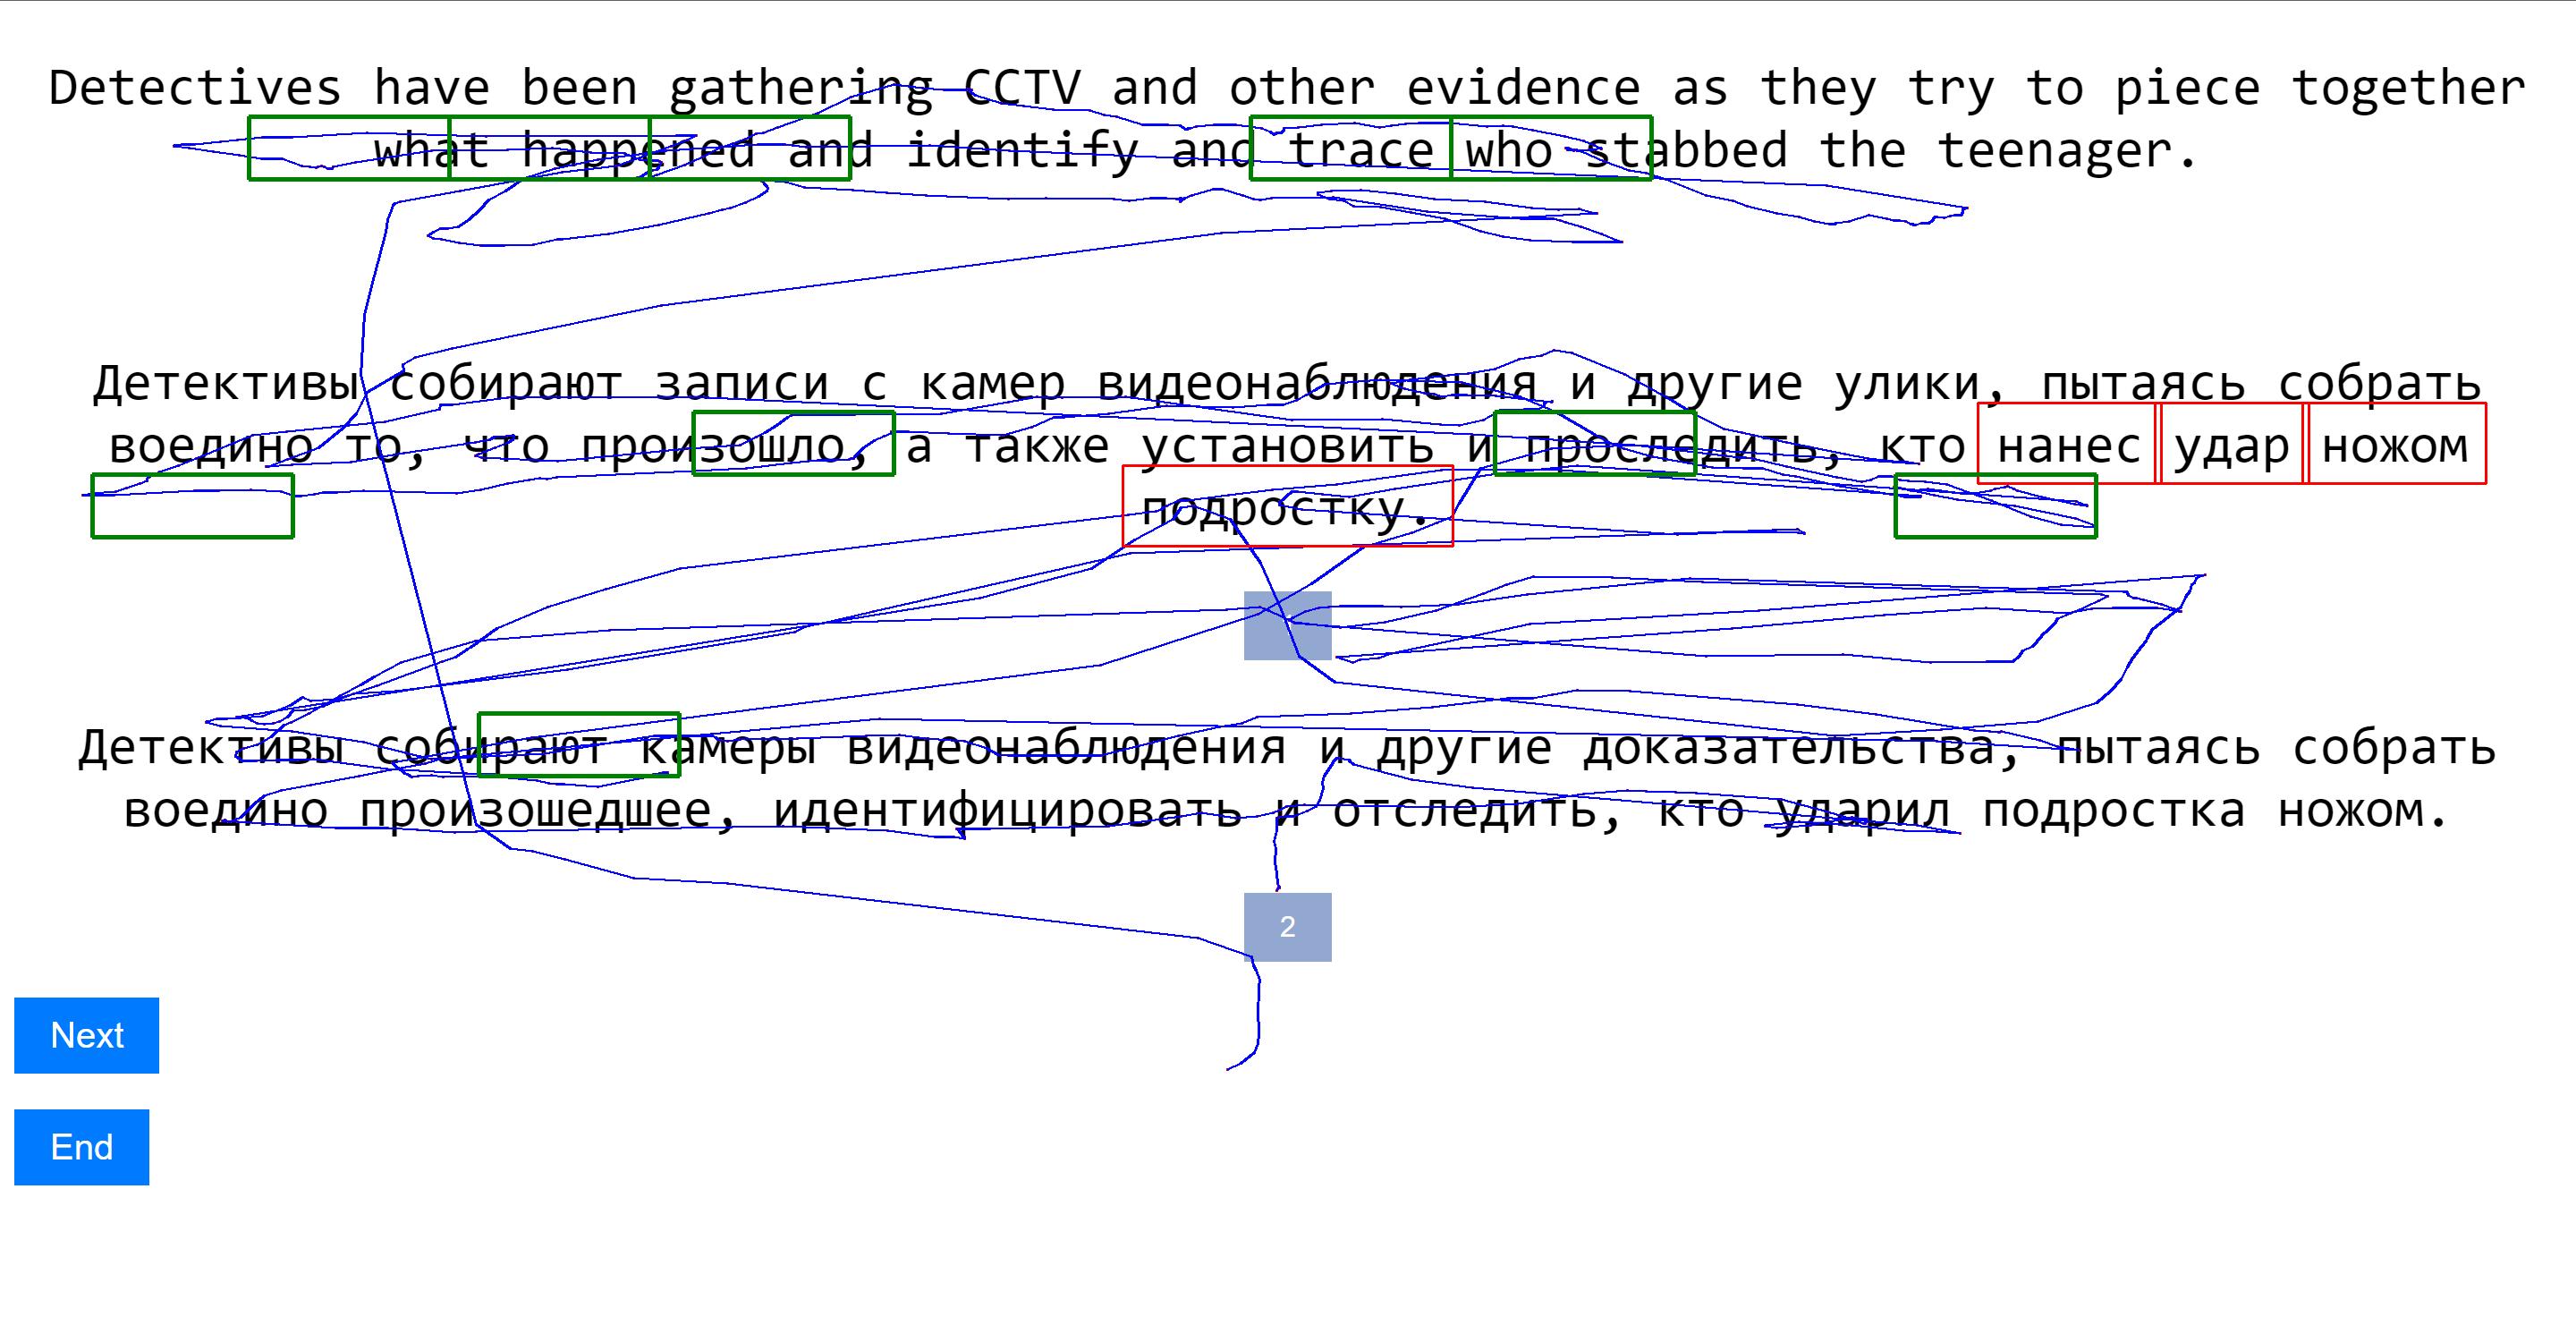 Detectives have been gathering CCTV and other evidence as they try to piece together
what happened and identify and trace who stabbed the teenager.
Детективы собирают записи с камер видеонаблюдения и другие улики, пытаясь собрать
воедино то, что произошло, а также установить и проследить, кто нанес удар ножом
подростку.
Детективы собирают камеры видеонаблюдения и другие доказательства, пытаясь собрать
воедино произошедшее, идентифицировать и отследить, кто ударил подростка ножом.
2
Next
End